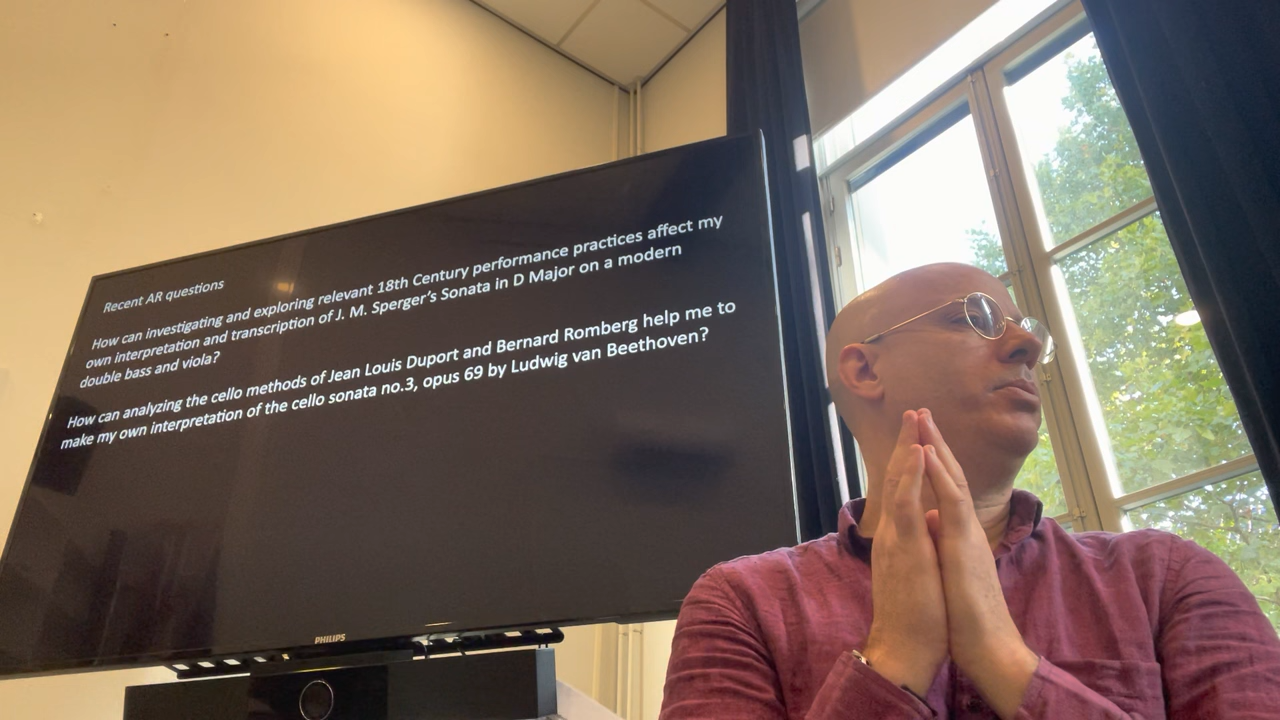 Recent AR questions
How can investigating and exploring relevant 18th Century performance practices affect my
own interpretation and transcription of J. M. Sperger's Sonata in D Major on a modern
double bass and viola?
How can analyzing the cello methods of Jean Louis Duport and Bernard Romberg help me to
make my own interpretation of the cello sonata no.3, opus 69 by Ludwig van Beethoven?
PHILIPS